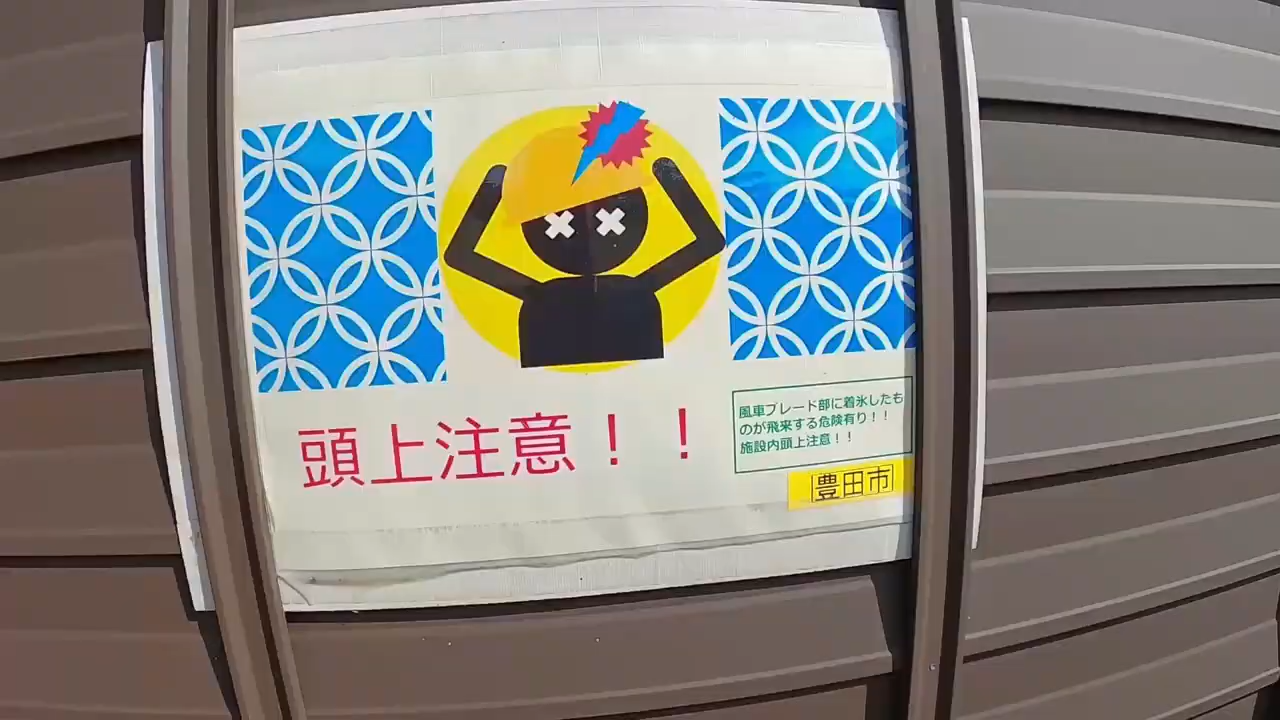 頭上注意！！
風車ブレード部に着氷したも
のが飛来する危険有り！！
施設内頭上注意！！
豊田市